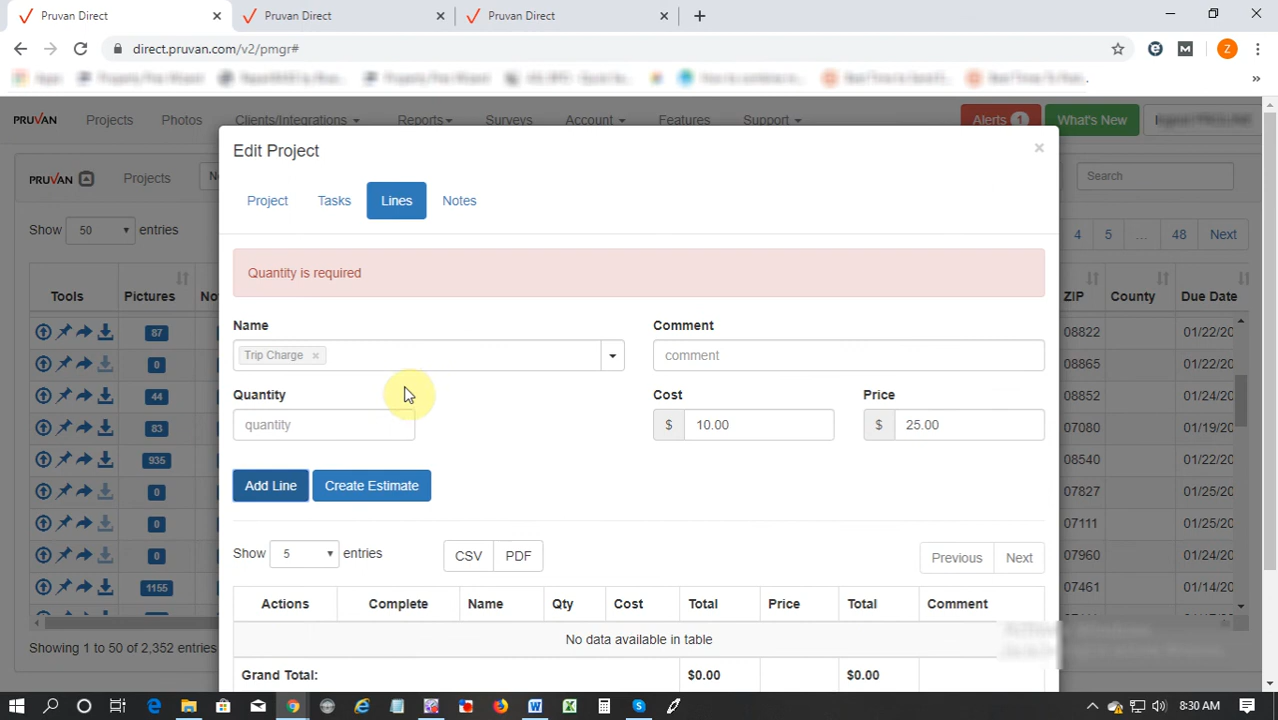 Pruvan Direct
Pruvan Direct
Pruvan Direct
direct.pruvan.com/v2/pmgr#
PRUVAN Projects Photos Clients/Integrations Reports Surveys Account Features Support Alerts 1 What's New
Edit Project
PRUVAN Projects
Search
Project Tasks Lines Notes
Show 50 entries
4 5 ... 48 Next
Quantity is required
Tools Pictures No
ZIP County Due Date
Name
Comment
Trip Charge
comment
Quantity
Cost
Price
quantity
$ 10.00
$ 25.00
Add Line
Create Estimate
Show 5 entries
CSV PDF
Previous Next
Actions Complete Name Qty Cost Total Price Total Comment
No data available in table
Grand Total: $0.00 $0.00
87
0
44
83
935
0
0
0
1155
08822 01/22/20
08865 01/22/20
08852 01/24/20
07080 01/19/20
08540 01/22/20
07827 01/25/20
07111 01/25/20
07960 01/24/20
07461 01/14/20
Showing 1 to 50 of 2,352 entries
8:30 AM